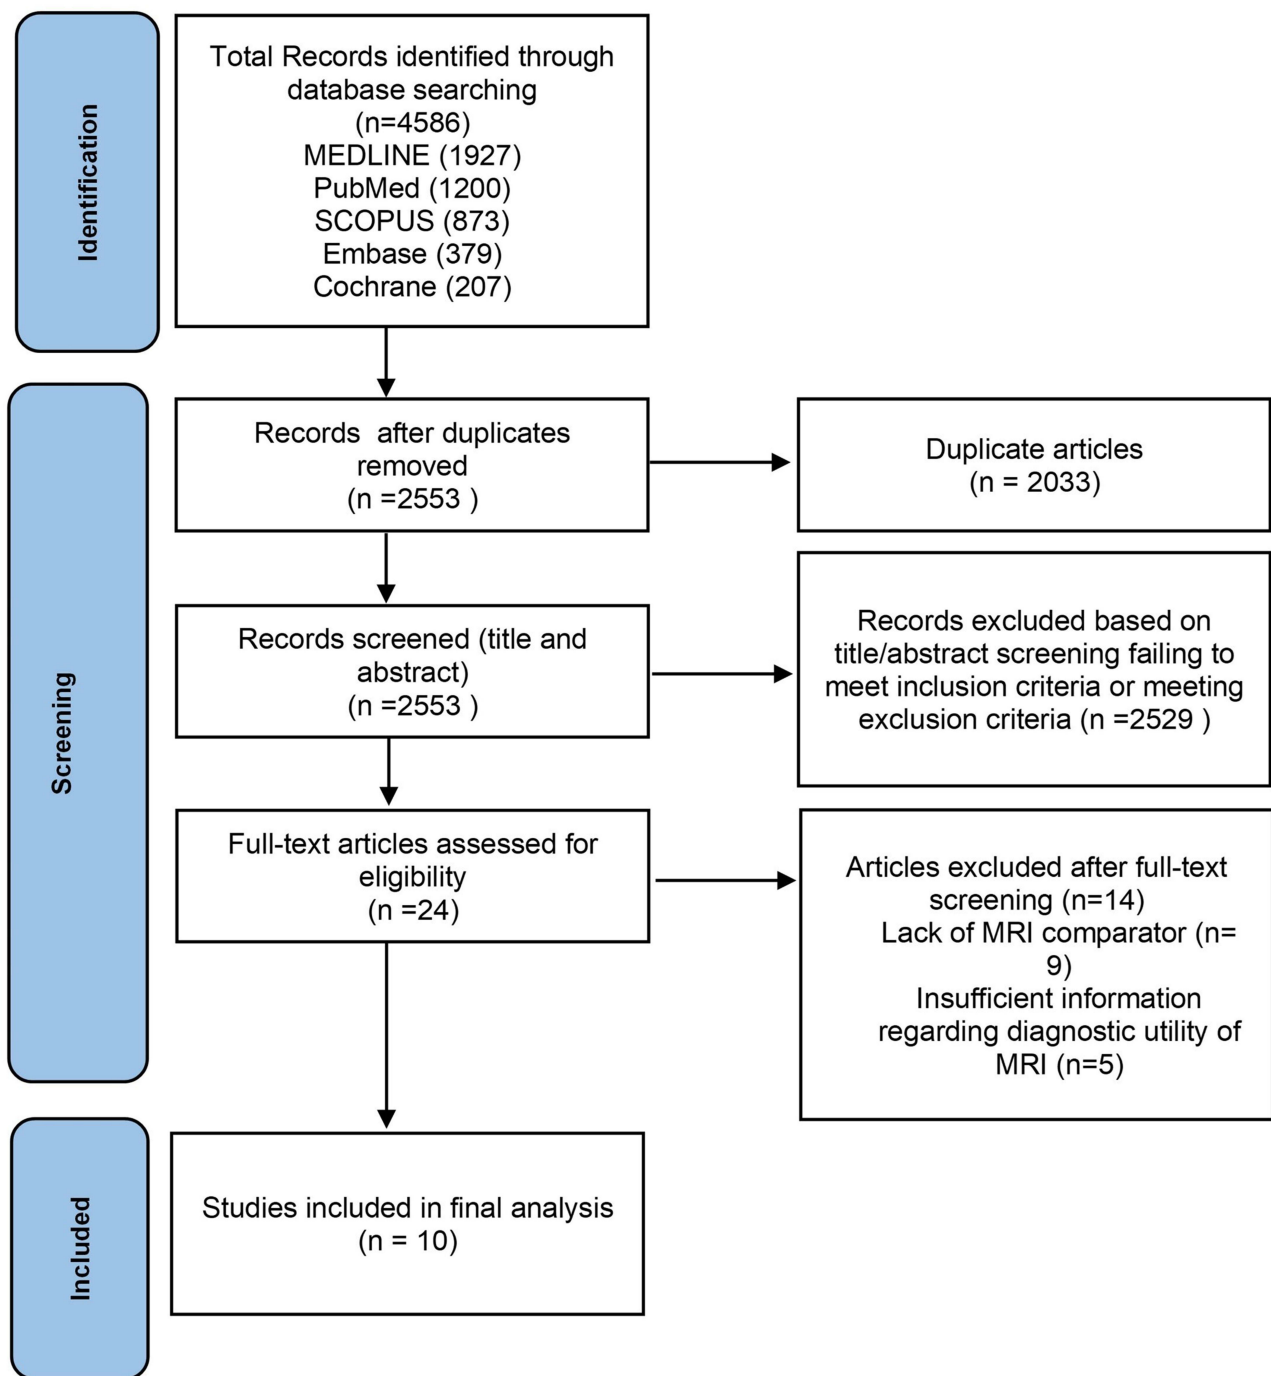 Identification
Total Records identified through
database searching
(n=4586)
MEDLINE (1927)
PubMed (1200)
SCOPUS (873)
Embase (379)
Cochrane (207)
Screening
Records  after duplicates
removed
(n =2553 )
Duplicate articles
(n = 2033)
Records screened (title and
abstract)
(n =2553 )
Records excluded based on
title/abstract screening failing to
meet inclusion criteria or meeting
exclusion criteria (n =2529 )
Full-text articles assessed for
eligibility
(n =24)
Articles excluded after full-text
screening (n=14)
Lack of MRI comparator (n=
9)
Insufficient information
regarding diagnostic utility of
MRI (n=5)
Included
Studies included in final analysis
(n = 10)